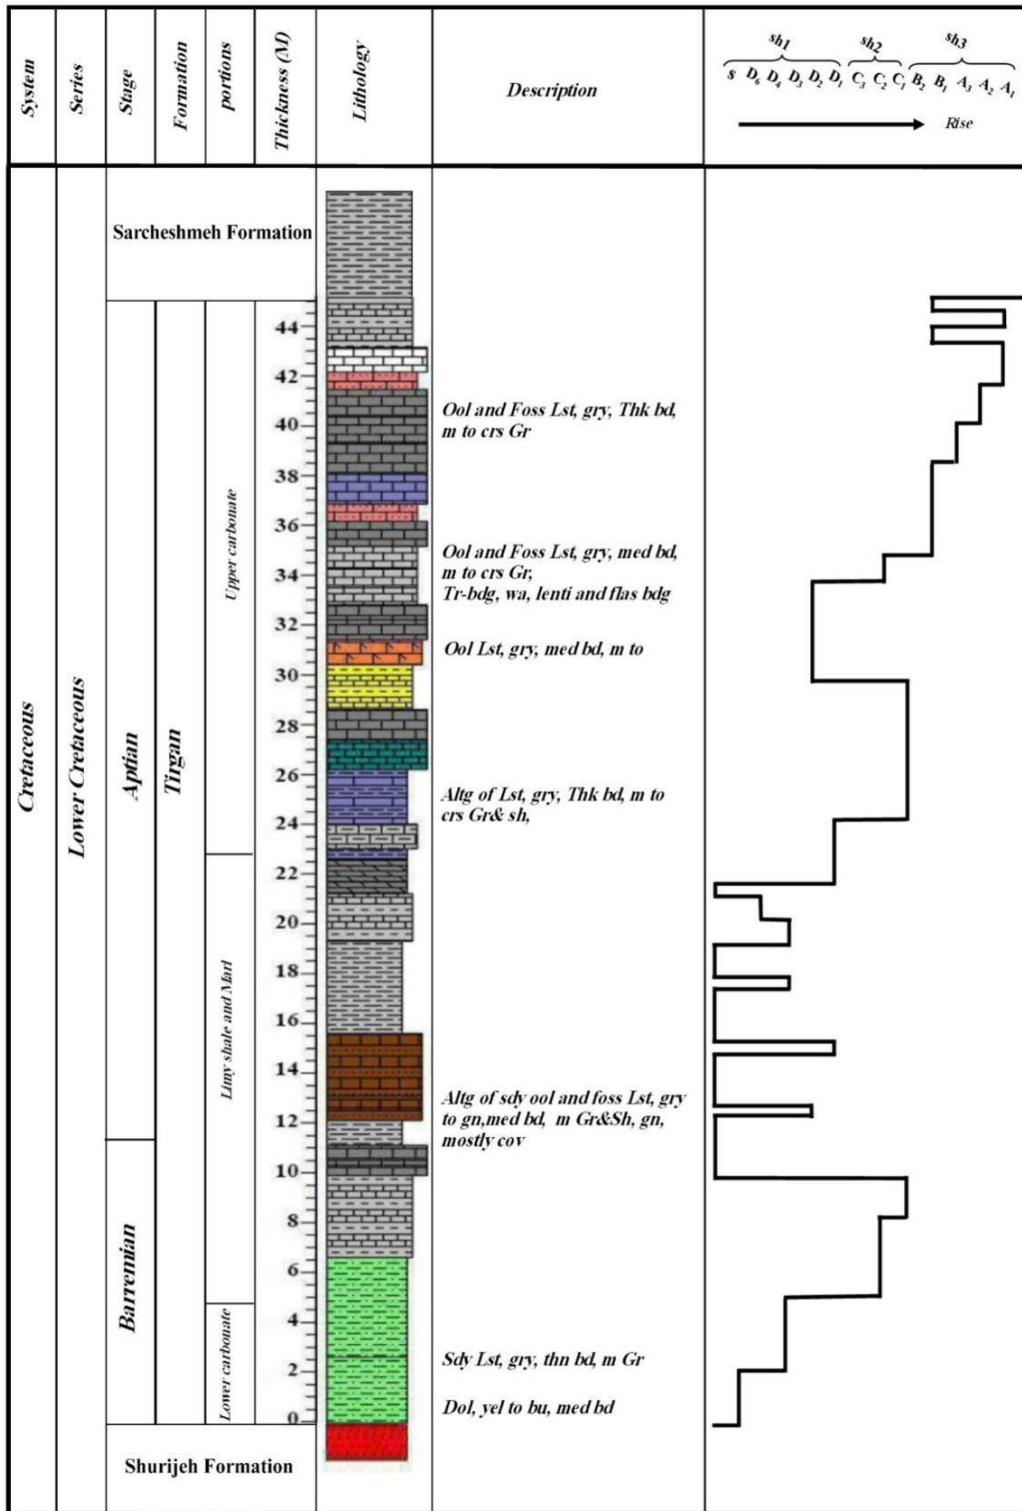 System
Series
Stage
Formation
portions
Thickness (M)
Lithology
Description
sh1 sh2 sh3
S D6 D4 D3 D2 D1 C3 C2 C1 B2 B1 A3 A2 A1
Rise
Sarcheshmeh Formation
Cretaceous
Lower Cretaceous
Aptian
Barremian
Tirgan
Upper carbonate
Limy shale and Marl
Lower carbonate
44
42
40
38
36
34
32
30
28
26
24
22
20
18
16
14
12
10
8
6
4
2
0
Ool and Foss Lst, gry, Thk bd,
m to crs Gr
Ool and Foss Lst, gry, med bd,
m to crs Gr,
Tr-bdg, wa, lenti and flas bdg
Ool Lst, gry, med bd, m to
Altg of Lst, gry, Thk bd, m to
crs Gr& sh,
Altg of sdy ool and foss Lst, gry
to gn,med bd, m Gr&Sh, gn,
mostly cov
Sdy Lst, gry, thn bd, m Gr
Dol, yel to bu, med bd
Shurijeh Formation